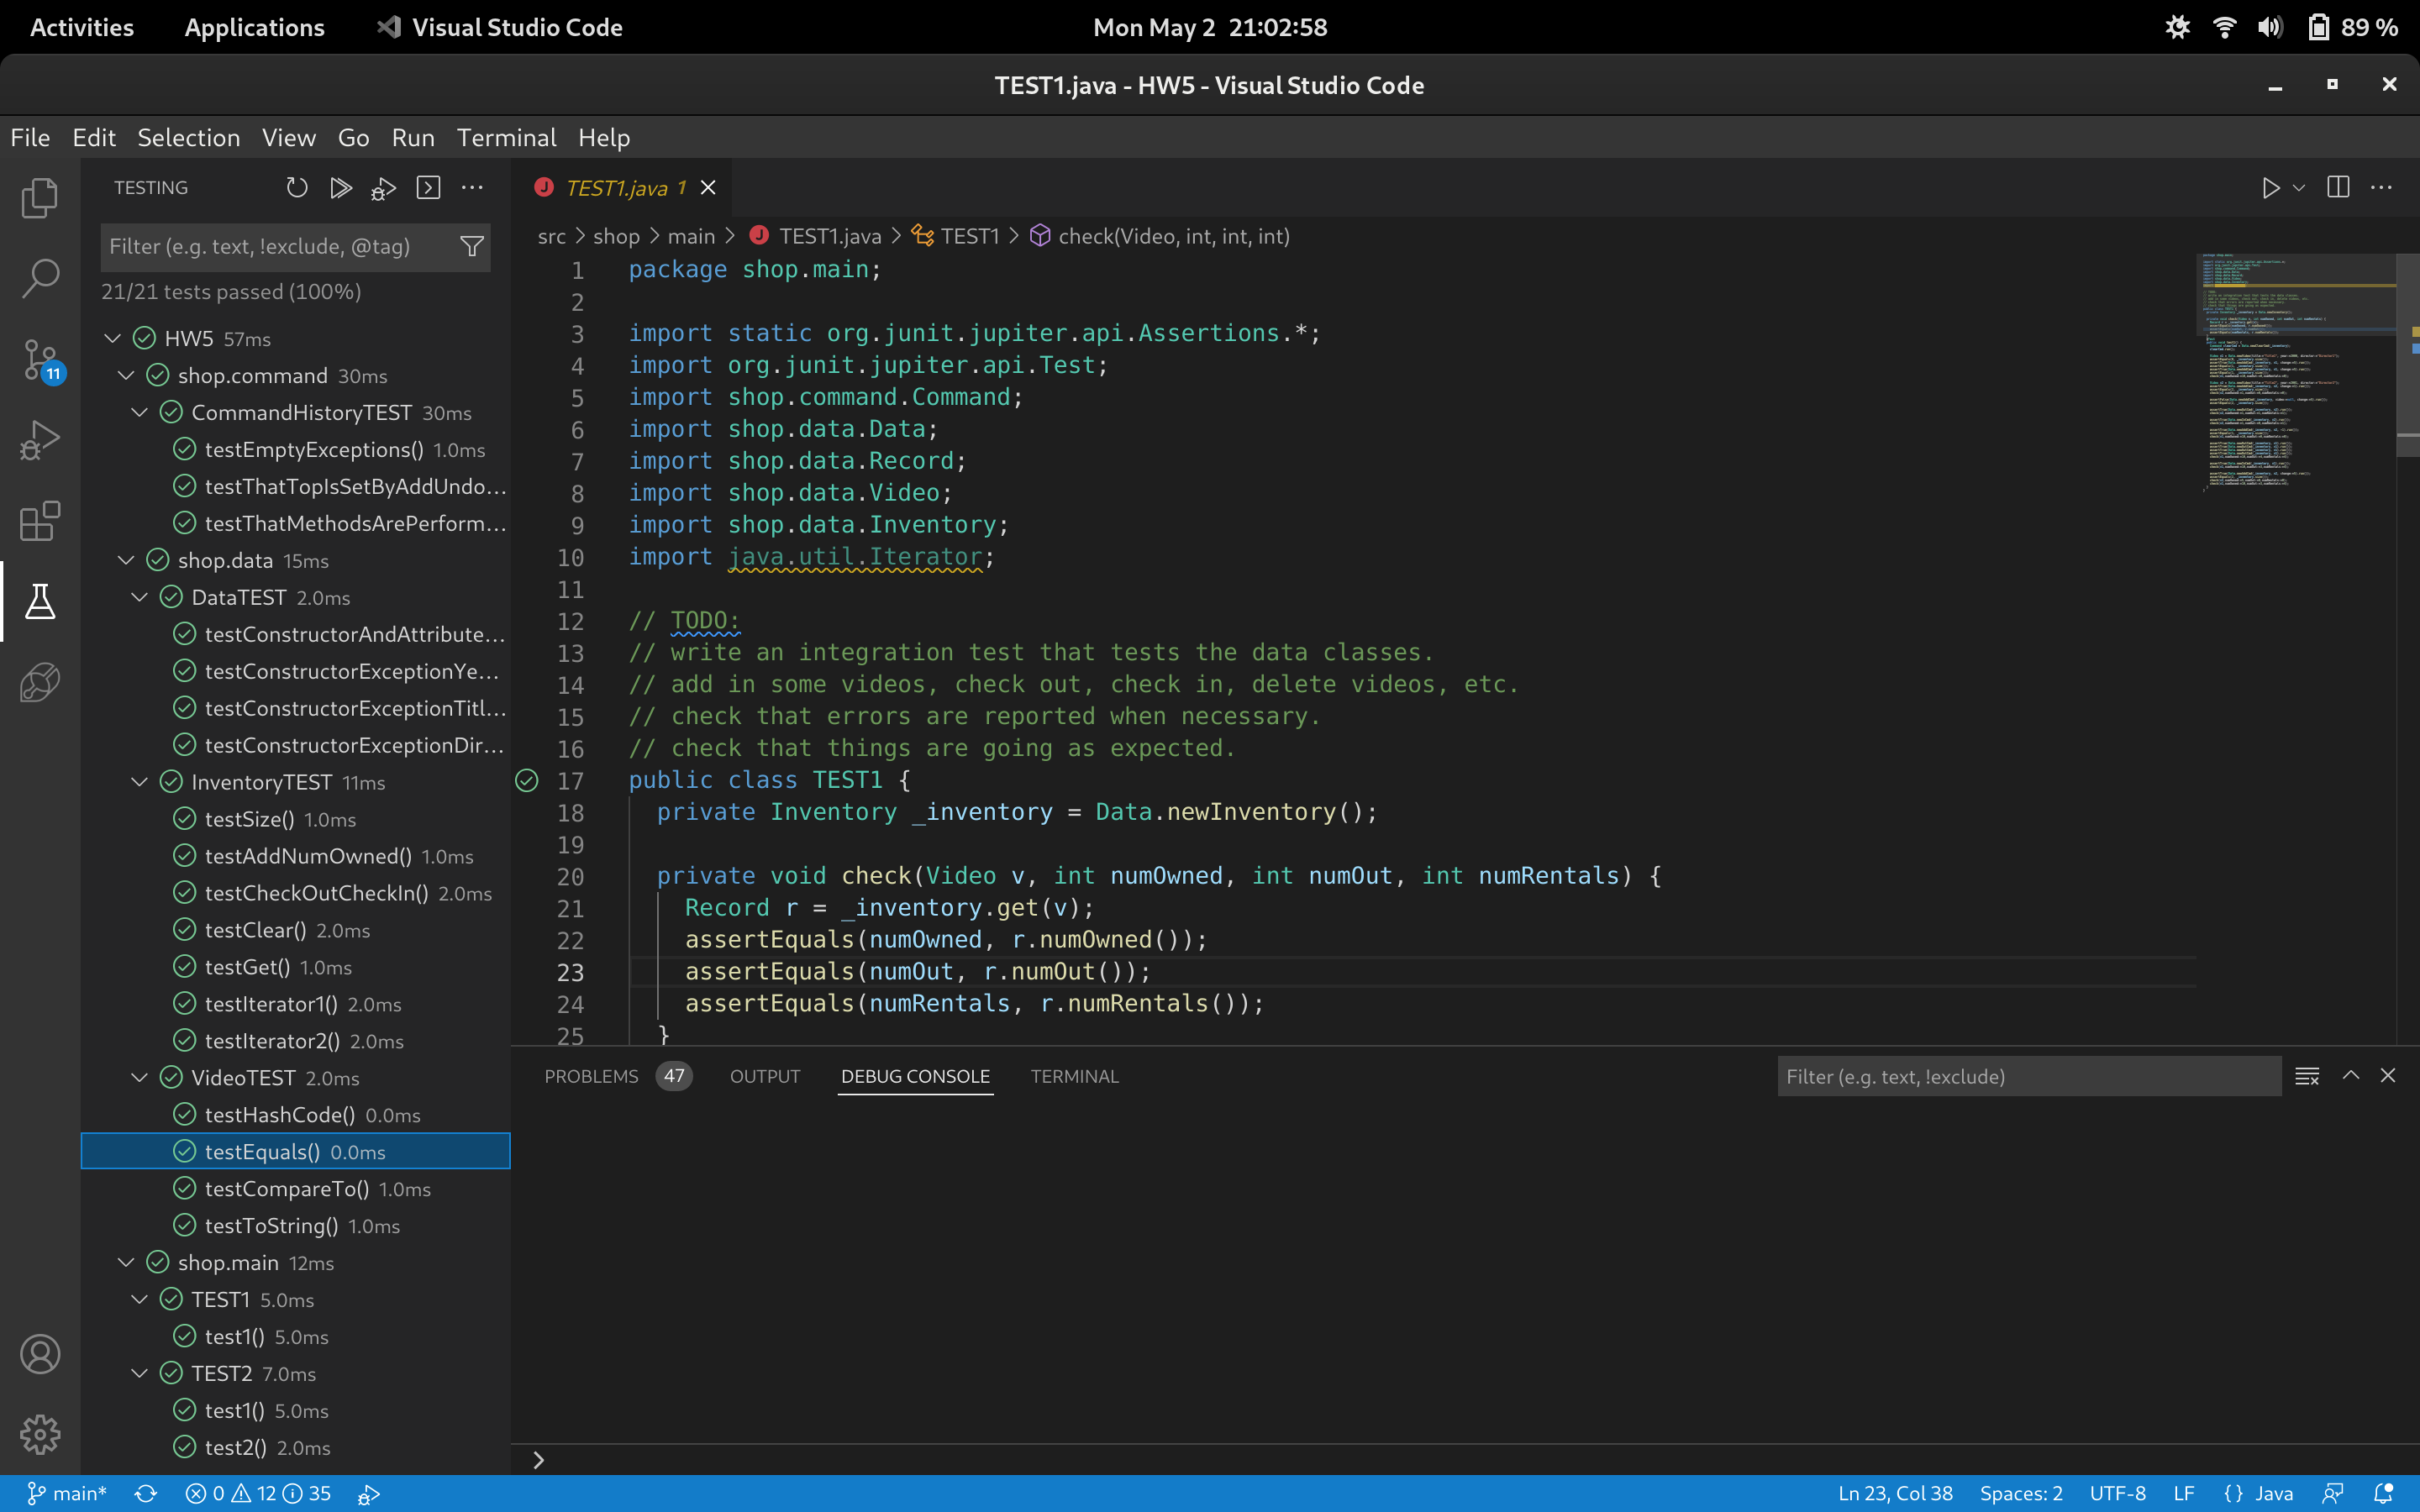 Activities Applications Visual Studio Code Mon May 2 21:02:58 89 %
TEST1.java - HW5 - Visual Studio Code
File Edit Selection View Go Run Terminal Help
TESTING
Filter (e.g. text, !exclude, @tag)
21/21 tests passed (100%)
HW5 57ms
shop.command 30ms
CommandHistoryTEST 30ms
testEmptyExceptions() 1.0ms
testThatTopIsSetByAddUndo...
testThatMethodsArePerform...
shop.data 15ms
DataTEST 2.0ms
testConstructorAndAttribute...
testConstructorExceptionYe...
testConstructorExceptionTitl...
testConstructorExceptionDir...
InventoryTEST 11ms
testSize() 1.0ms
testAddNumOwned() 1.0ms
testCheckOutCheckIn() 2.0ms
testClear() 2.0ms
testGet() 1.0ms
testIterator1() 2.0ms
testIterator2() 2.0ms
VideoTEST 2.0ms
testHashCode() 0.0ms
testEquals() 0.0ms
testCompareTo() 1.0ms
testToString() 1.0ms
shop.main 12ms
TEST1 5.0ms
test1() 5.0ms
TEST2 7.0ms
test1() 5.0ms
test2() 2.0ms
11
J TEST1.java 1
src > shop > main > J TEST1.java > TEST1 > check(Video, int, int, int)
1 package shop.main;
2
3 import static org.junit.jupiter.api.Assertions.*;
4 import org.junit.jupiter.api.Test;
5 import shop.command.Command;
6 import shop.data.Data;
7 import shop.data.Record;
8 import shop.data.Video;
9 import shop.data.Inventory;
10 import java.util.Iterator;
11
12 // TODO:
13 // write an integration test that tests the data classes.
14 // add in some videos, check out, check in, delete videos, etc.
15 // check that errors are reported when necessary.
16 // check that things are going as expected.
17 public class TEST1 {
18 private Inventory _inventory = Data.newInventory();
19
20 private void check(Video v, int numOwned, int numOut, int numRentals) {
21 Record r = _inventory.get(v);
22 assertEquals(numOwned, r.numOwned());
23 assertEquals(numOut, r.numOut());
24 assertEquals(numRentals, r.numRentals());
25 }
PROBLEMS 47 OUTPUT DEBUG CONSOLE TERMINAL Filter (e.g. text, !exclude)
>
main* 0 12 35 Ln 23, Col 38 Spaces: 2 UTF-8 LF {} Java